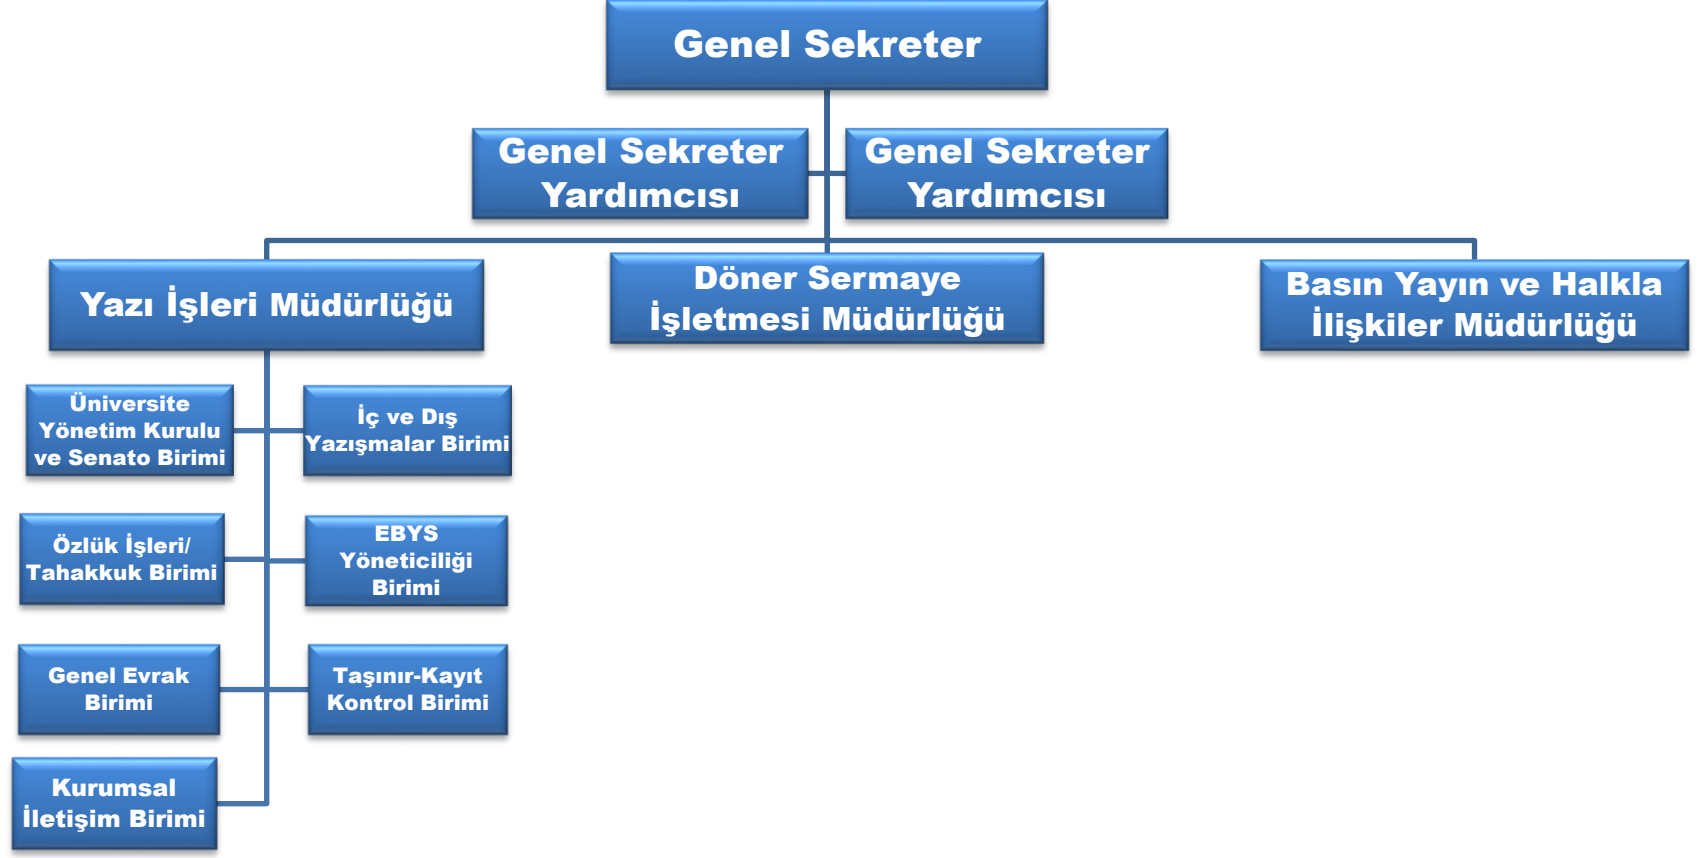 Genel Sekreter
Genel Sekreter
Yardımcısı
Genel Sekreter
Yardımcısı
Yazı İşleri Müdürlüğü
Döner Sermaye
İşletmesi Müdürlüğü
Basın Yayın ve Halkla
İlişkiler Müdürlüğü
Üniversite
Yönetim Kurulu
ve Senato Birimi
İç ve Dış
Yazışmalar Birimi
Özlük İşleri/
Tahakkuk Birimi
EBYS
Yöneticiliği
Birimi
Genel Evrak
Birimi
Taşınır-Kayıt
Kontrol Birimi
Kurumsal
İletişim Birimi